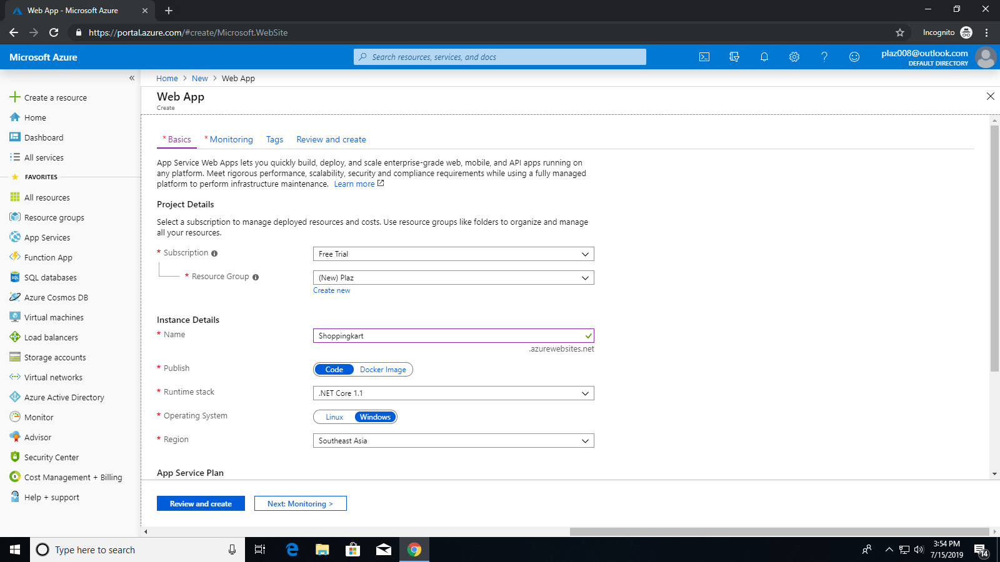 Web App - Microsoft Azure
https://portal.azure.com/#create/Microsoft.WebSite
Incognito
Microsoft Azure
Search resources, services, and docs
plaz008@outlook.com
DEFAULT DIRECTORY
Home > New > Web App
Web App
Create
Create a resource
Home
Dashboard
All services
FAVORITES
All resources
Resource groups
App Services
Function App
SQL databases
Azure Cosmos DB
Virtual machines
Load balancers
Storage accounts
Virtual networks
Azure Active Directory
Monitor
Advisor
Security Center
Cost Management + Billing
Help + support
* Basics * Monitoring Tags Review and create
App Service Web Apps lets you quickly build, deploy, and scale enterprise-grade web, mobile, and API apps running on
any platform. Meet rigorous performance, scalability, security and compliance requirements while using a fully managed
platform to perform infrastructure maintenance. Learn more
Project Details
Select a subscription to manage deployed resources and costs. Use resource groups like folders to organize and manage
all your resources.
* Subscription Free Trial
* Resource Group (New) Plaz
Create new
Instance Details
* Name Shoppingkart
.azurewebsites.net
* Publish Code Docker Image
* Runtime stack .NET Core 1.1
* Operating System Linux Windows
* Region Southeast Asia
App Service Plan
Review and create Next: Monitoring >
Type here to search
3:54 PM
7/15/2019
14